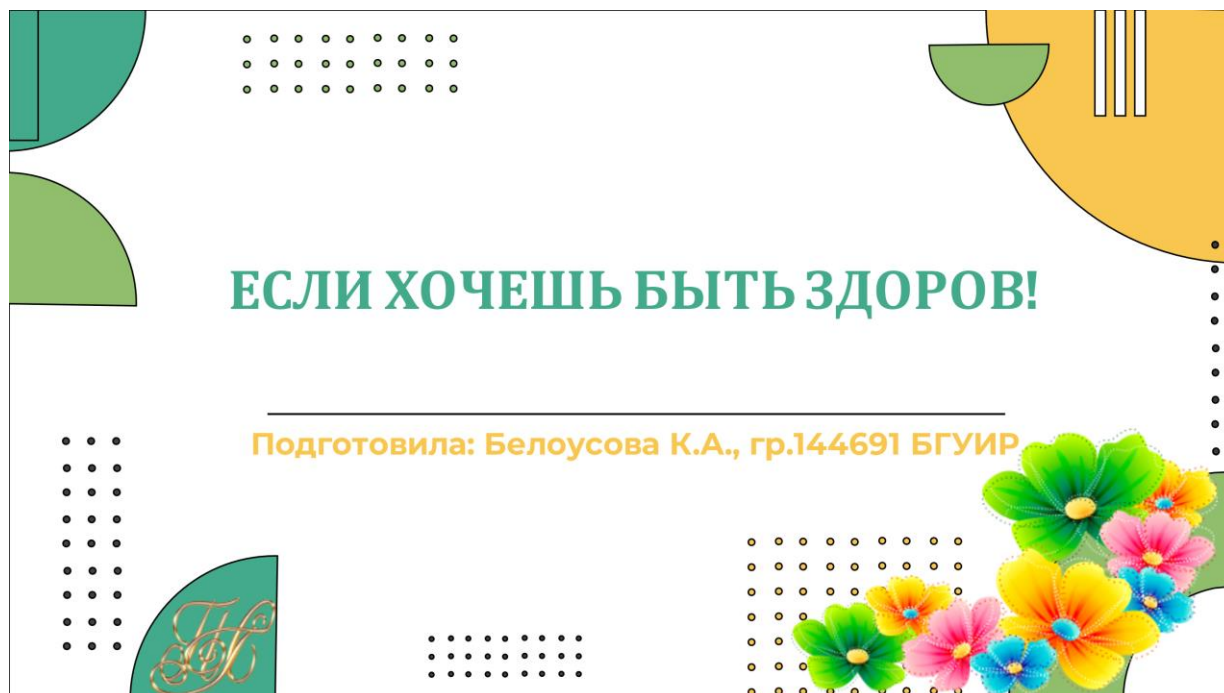 ЕСЛИ ХОЧЕШЬ БЫТЬ ЗДОРОВ!
Подготовила: Белоусова К.А., гр.144691 БГУИР